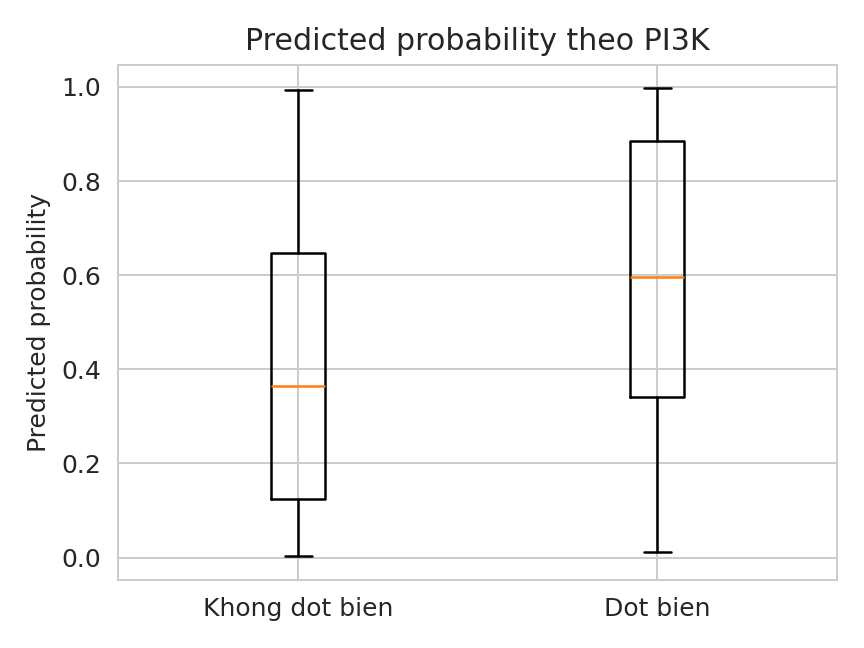 Predicted probability theo PI3K
Predicted probability
1.0
0.8
0.6
0.4
0.2
0.0
Khong dot bien
Dot bien